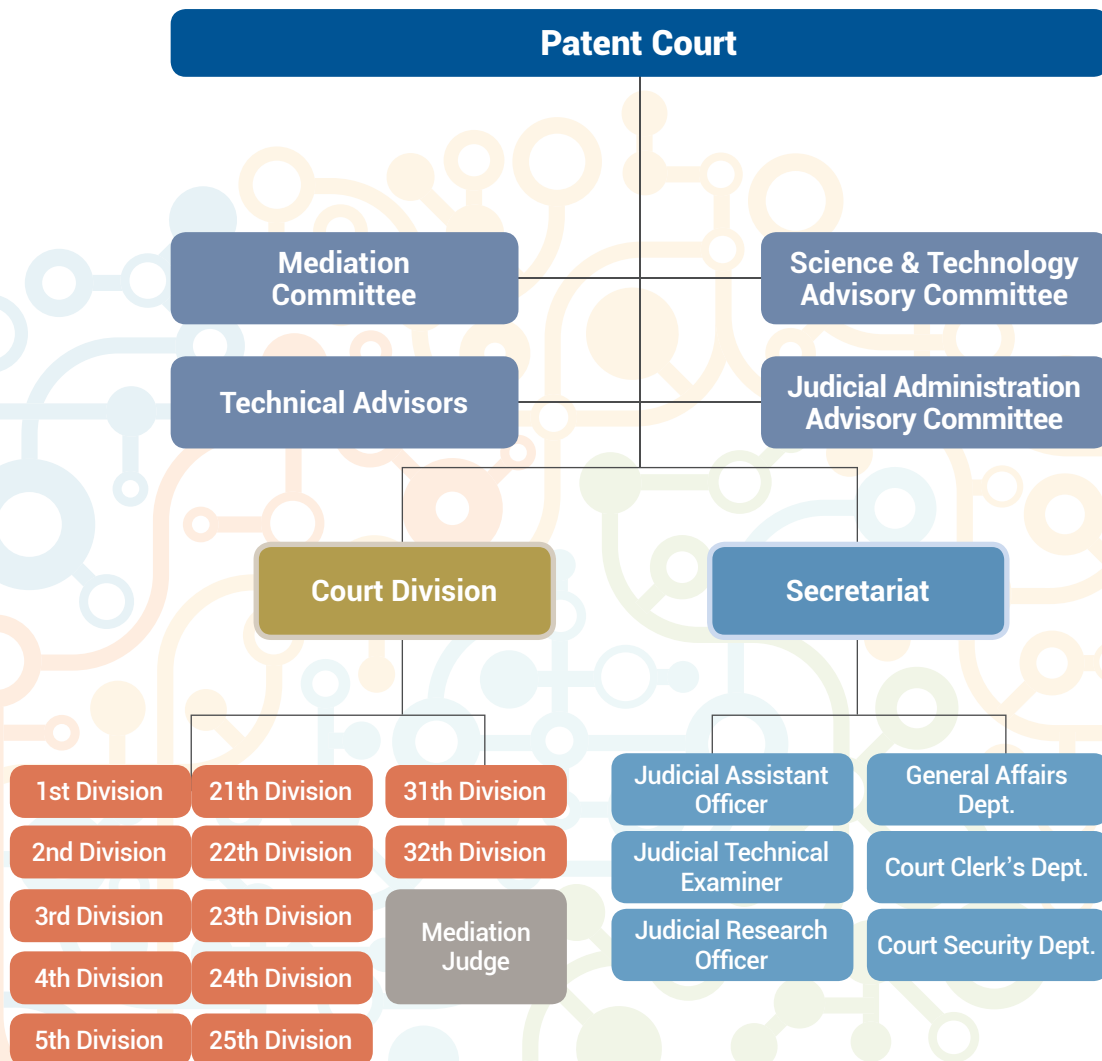 Patent Court
Mediation
Committee
Science & Technology
Advisory Committee
Technical Advisors
Judicial Administration
Advisory Committee
Court Division
Secretariat
1st Division
21th Division
31th Division
2nd Division
22th Division
32th Division
3rd Division
23th Division
Mediation
Judge
4th Division
24th Division
5th Division
25th Division
Judicial Assistant
Officer
General Affairs
Dept.
Judicial Technical
Examiner
Court Clerk’s Dept.
Judicial Research
Officer
Court Security Dept.